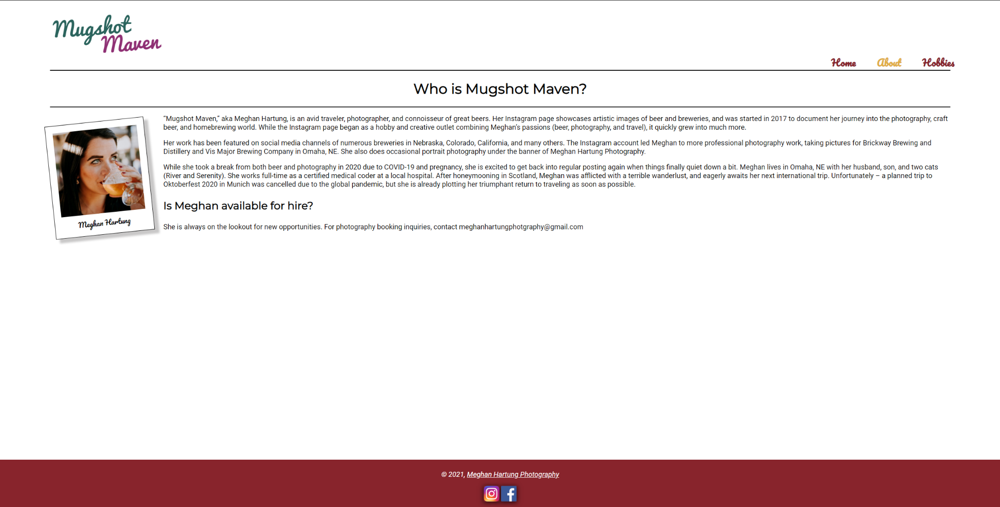 Mugshot
Maven
Home About Hobbies
Who is Mugshot Maven?
“Mugshot Maven,” aka Meghan Hartung, is an avid traveler, photographer, and connoisseur of great beers. Her Instagram page showcases artistic images of beer and breweries, and was started in 2017 to document her journey into the photography, craft
beer, and homebrewing world. While the Instagram page began as a hobby and creative outlet combining Meghan’s passions (beer, photography, and travel), it quickly grew into much more.
Her work has been featured on social media channels of numerous breweries in Nebraska, Colorado, California, and many others. The Instagram account led Meghan to more professional photography work, taking pictures for Brickway Brewing and
Distillery and Vis Major Brewing Company in Omaha, NE. She also does occasional portrait photography under the banner of Meghan Hartung Photography.
While she took a break from both beer and photography in 2020 due to COVID-19 and pregnancy, she is excited to get back into regular posting again when things finally quiet down a bit. Meghan lives in Omaha, NE with her husband, son, and two cats
(River and Serenity). She works full-time as a certified medical coder at a local hospital. After honeymooning in Scotland, Meghan was afflicted with a terrible wanderlust, and eagerly awaits her next international trip. Unfortunately – a planned trip to
Oktoberfest 2020 in Munich was cancelled due to the global pandemic, but she is already plotting her triumphant return to traveling as soon as possible.
Meghan Hartung
Is Meghan available for hire?
She is always on the lookout for new opportunities. For photography booking inquiries, contact meghanhartungphotgraphy@gmail.com
© 2021, Meghan Hartung Photography